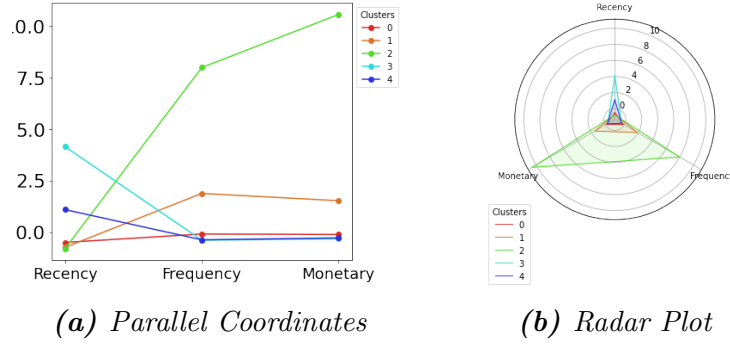 .0.0
7.5
5.0
2.5
0.0
Recency Frequency Monetary
Clusters
0
1
2
3
4
(a) Parallel Coordinates
Recency
10
8
6
4
2
0
Monetary
Frequenc
Clusters
0
1
2
3
4
(b) Radar Plot